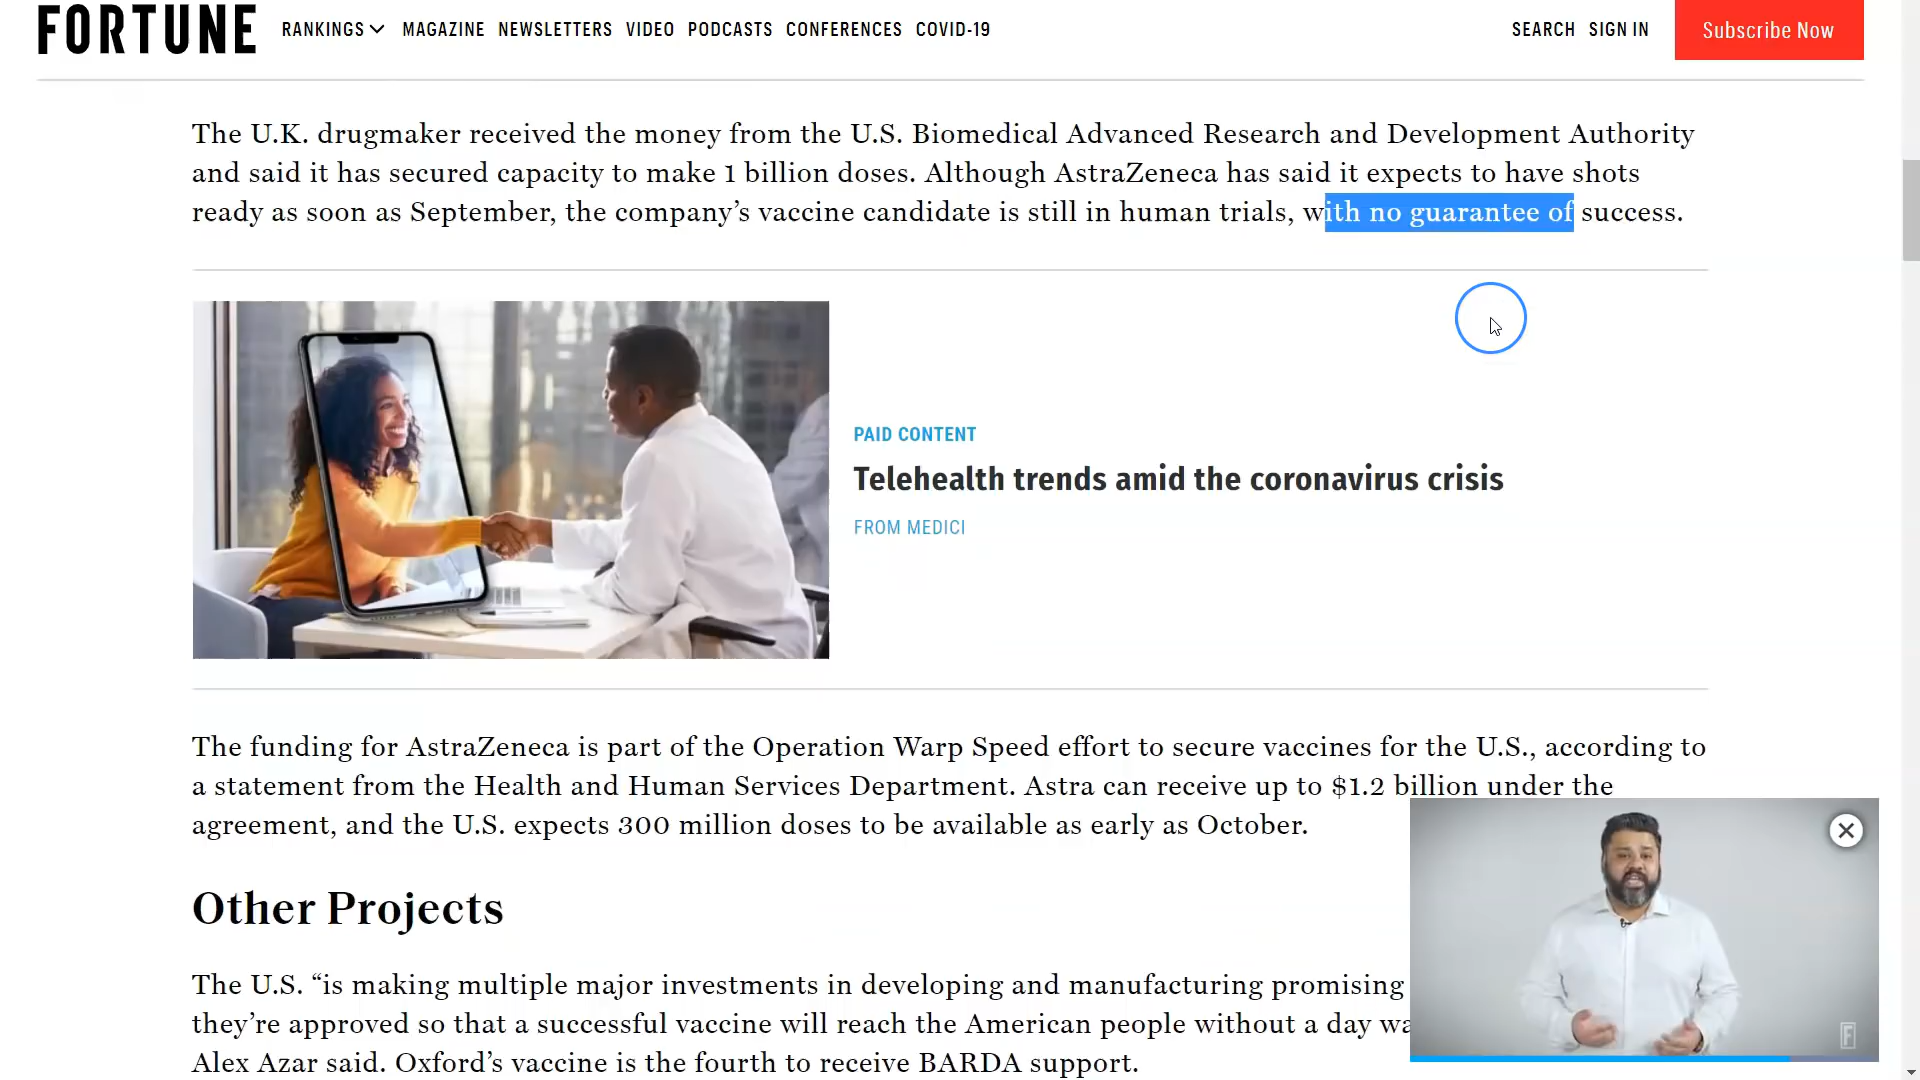 FORTUNE RANKINGS MAGAZINE NEWSLETTERS VIDEO PODCASTS CONFERENCES COVID-19 SEARCH SIGN IN Subscribe Now
The U.K. drugmaker received the money from the U.S. Biomedical Advanced Research and Development Authority
and said it has secured capacity to make 1 billion doses. Although AstraZeneca has said it expects to have shots
ready as soon as September, the company’s vaccine candidate is still in human trials, with no guarantee of success.
PAID CONTENT
Telehealth trends amid the coronavirus crisis
FROM MEDICI
The funding for AstraZeneca is part of the Operation Warp Speed effort to secure vaccines for the U.S., according to
a statement from the Health and Human Services Department. Astra can receive up to $1.2 billion under the
agreement, and the U.S. expects 300 million doses to be available as early as October.
Other Projects
The U.S. “is making multiple major investments in developing and manufacturing promising
they’re approved so that a successful vaccine will reach the American people without a day wa
Alex Azar said. Oxford’s vaccine is the fourth to receive BARDA support.
F